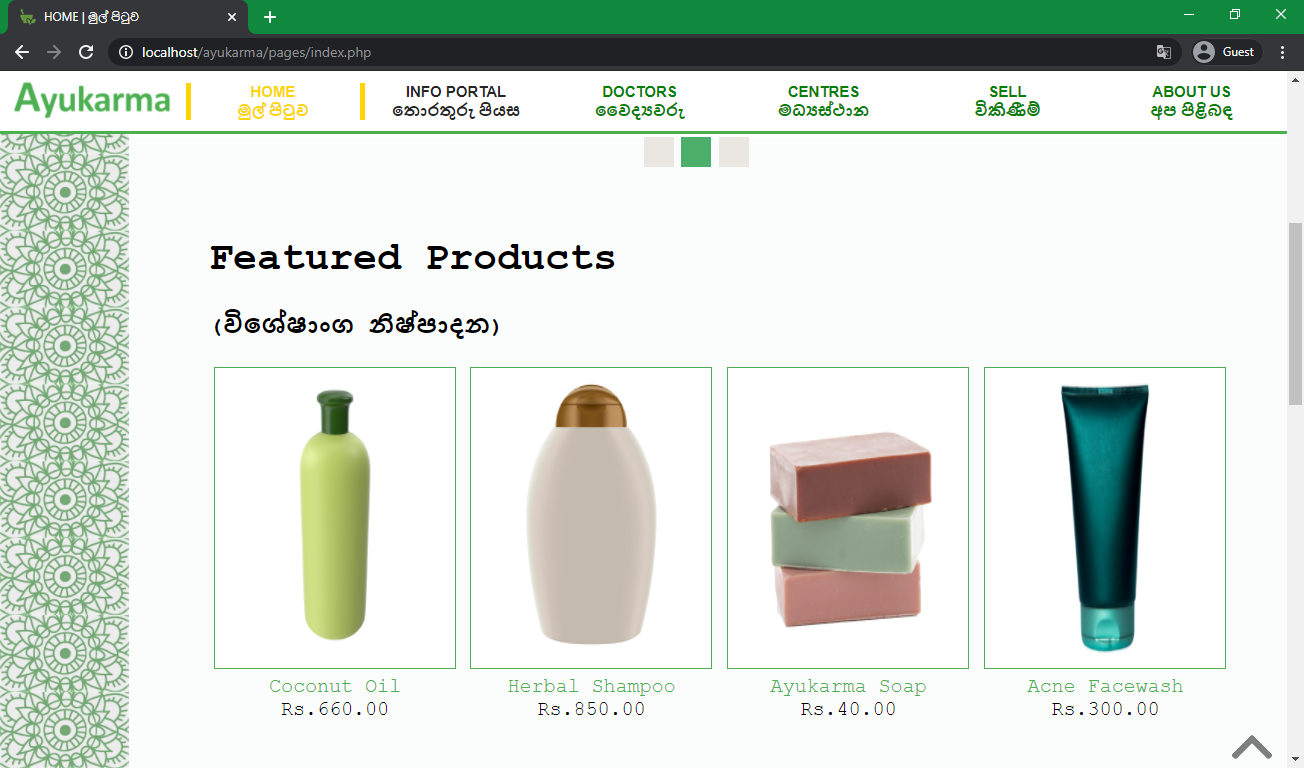 HOME | මුල් පිටුව
localhost/ayukarma/pages/index.php
Guest
Ayukarma
HOME
මුල් පිටුව
INFO PORTAL
තොරතුරු පියස
DOCTORS
වෛද්‍යවරු
CENTRES
මධ්‍යස්ථාන
SELL
විකිණීම්
ABOUT US
අප පිළිබඳ
Featured Products
(විශේෂාංග නිෂ්පාදන)
Coconut Oil
Rs.660.00
Herbal Shampoo
Rs.850.00
Ayukarma Soap
Rs.40.00
Acne Facewash
Rs.300.00